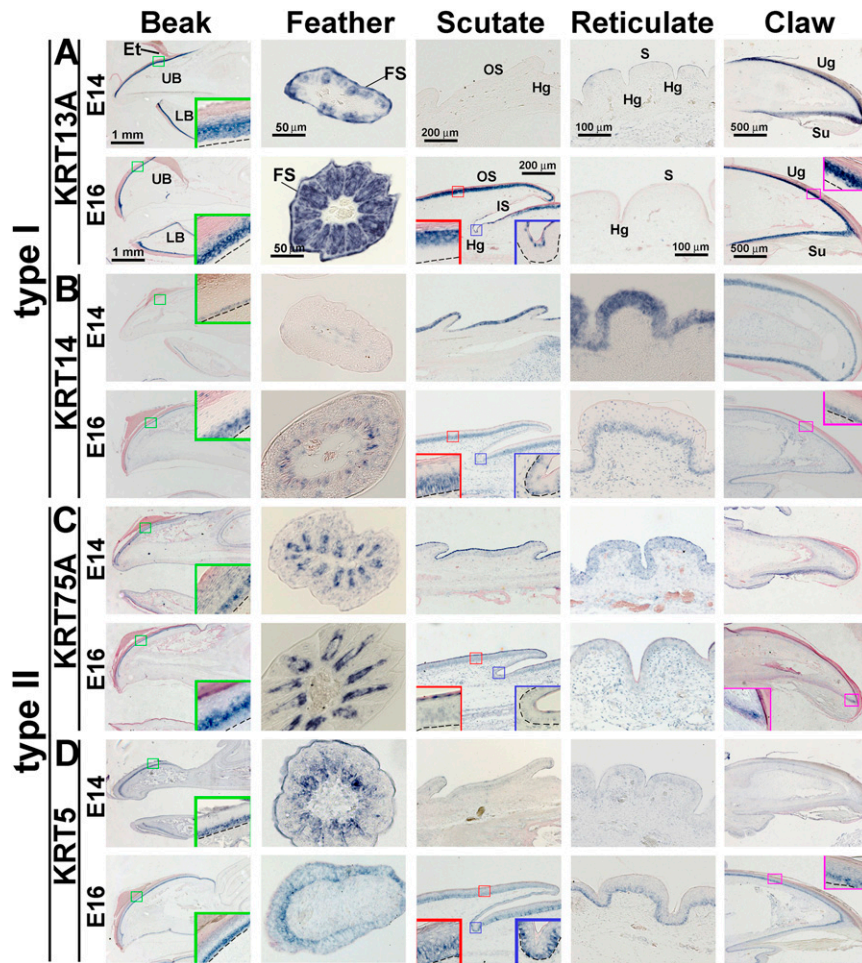 Beak Feather Scutate Reticulate Claw
type I
A KRT13A
E14
Et
UB
LB
1 mm
FS
50 µm
OS
Hg
200 µm
S
Hg Hg
100 µm
Ug
Su
500 µm
E16
UB
LB
1 mm
FS
50 µm
200 µm
OS
IS
Hg
S
Hg
100 µm
Ug
Su
500 µm
B KRT14
E14
E16
type II
C KRT75A
E14
E16
D KRT5
E14
E16